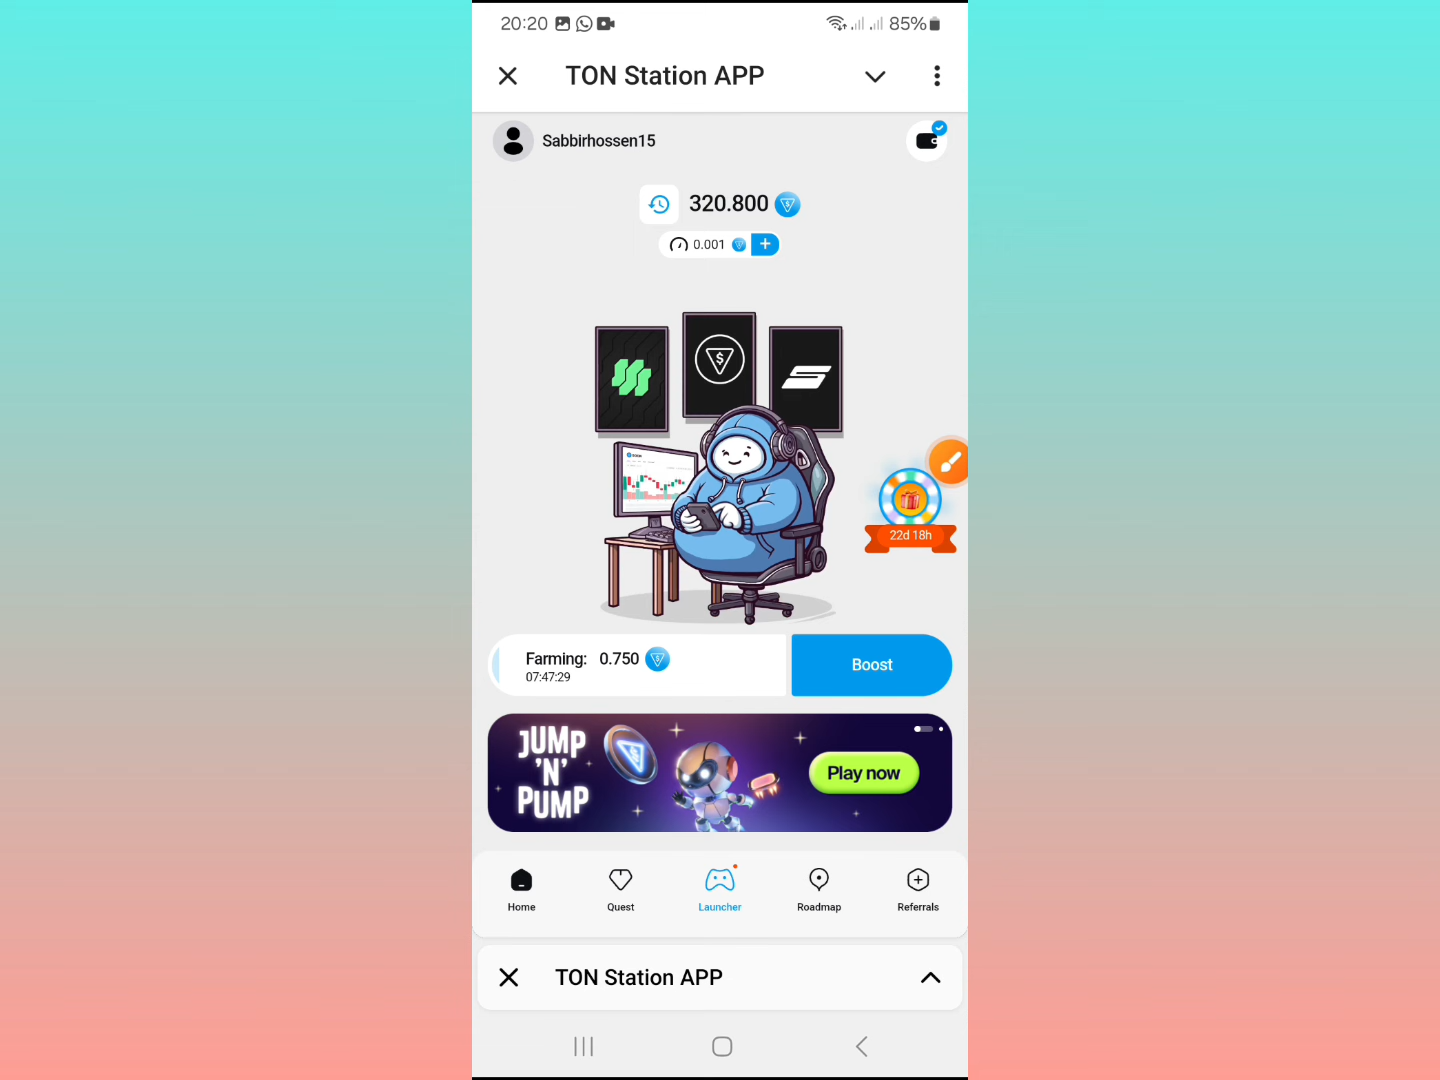 20:20
85%
TON Station APP
Sabbirhossen15
320.800
0.001
22d 18h
Farming: 0.750
07:47:29
Boost
JUMP
'N'
PUMP
Play now
Home
Quest
Launcher
Roadmap
Referrals
TON Station APP